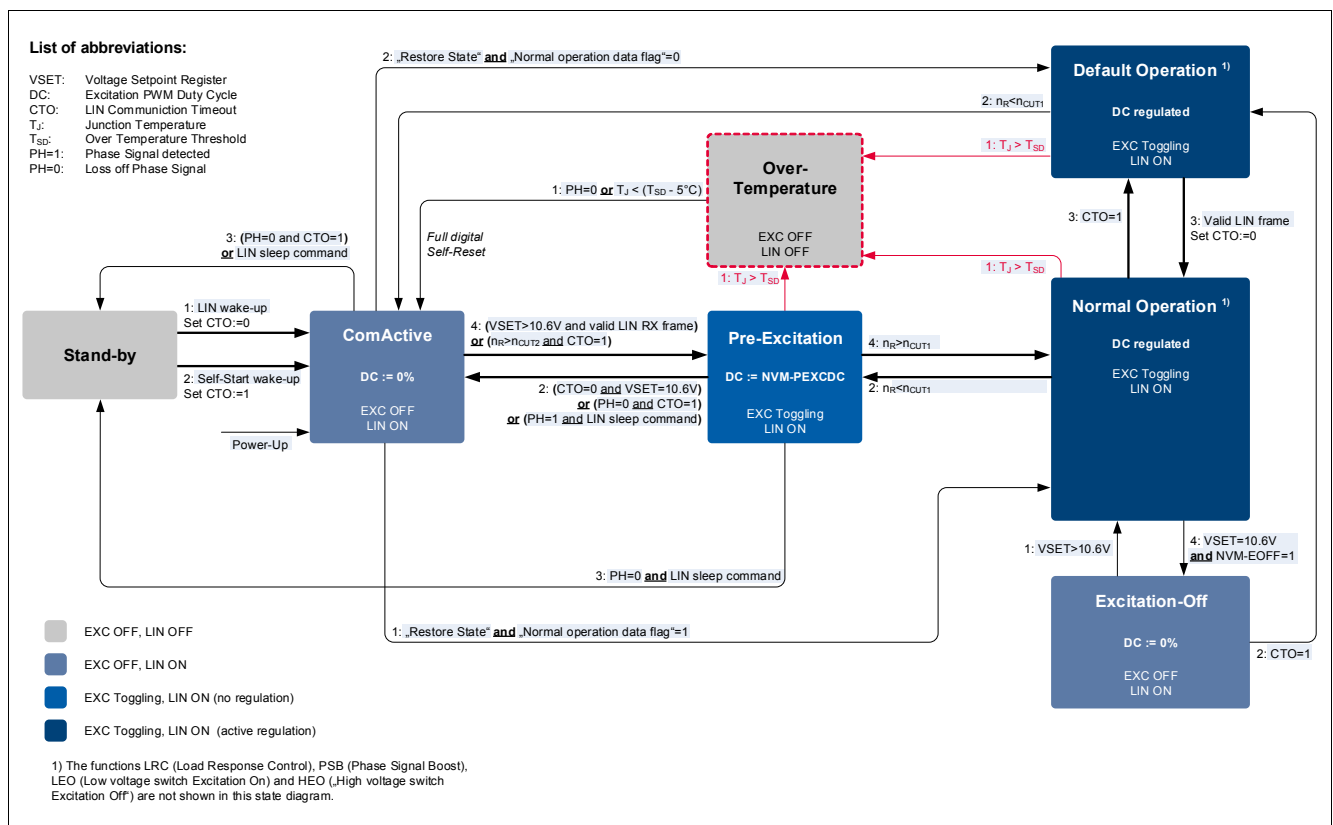 List of abbreviations:
VSET: Voltage Setpoint Register
DC: Excitation PWM Duty Cycle
CTO: LIN Communiction Timeout
TJ: Junction Temperature
TSD: Over Temperature Threshold
PH=1: Phase Signal detected
PH=0: Loss off Phase Signal
2: „Restore State“ and „Normal operation data flag“=0
Default Operation 1)
DC regulated
EXC Toggling
LIN ON
2: nR<nCUT1
1: TJ > TSD
Over-
Temperature
EXC OFF
LIN OFF
1: PH=0 or TJ < (TSD - 5°C)
Full digital
Self-Reset
3: (PH=0 and CTO=1)
or LIN sleep command
3: CTO=1
3: Valid LIN frame
Set CTO:=0
1: TJ > TSD
1: TJ > TSD
Stand-by
1: LIN wake-up
Set CTO:=0
2: Self-Start wake-up
Set CTO:=1
Power-Up
ComActive
DC := 0%
EXC OFF
LIN ON
4: (VSET>10.6V and valid LIN RX frame)
or (nR>nCUT2 and CTO=1)
2: (CTO=0 and VSET=10.6V)
or (PH=0 and CTO=1)
or (PH=1 and LIN sleep command)
Pre-Excitation
DC := NVM-PEXCDC
EXC Toggling
LIN ON
4: nR>nCUT1
2: nR<nCUT1
Normal Operation 1)
DC regulated
EXC Toggling
LIN ON
1: VSET>10.6V
4: VSET=10.6V
and NVM-EOFF=1
3: PH=0 and LIN sleep command
1: „Restore State“ and „Normal operation data flag“=1
Excitation-Off
DC := 0%
EXC OFF
LIN ON
2: CTO=1
EXC OFF, LIN OFF
EXC OFF, LIN ON
EXC Toggling, LIN ON (no regulation)
EXC Toggling, LIN ON (active regulation)
1) The functions LRC (Load Response Control), PSB (Phase Signal Boost),
LEO (Low voltage switch Excitation On) and HEO („High voltage switch
Excitation Off“) are not shown in this state diagram.